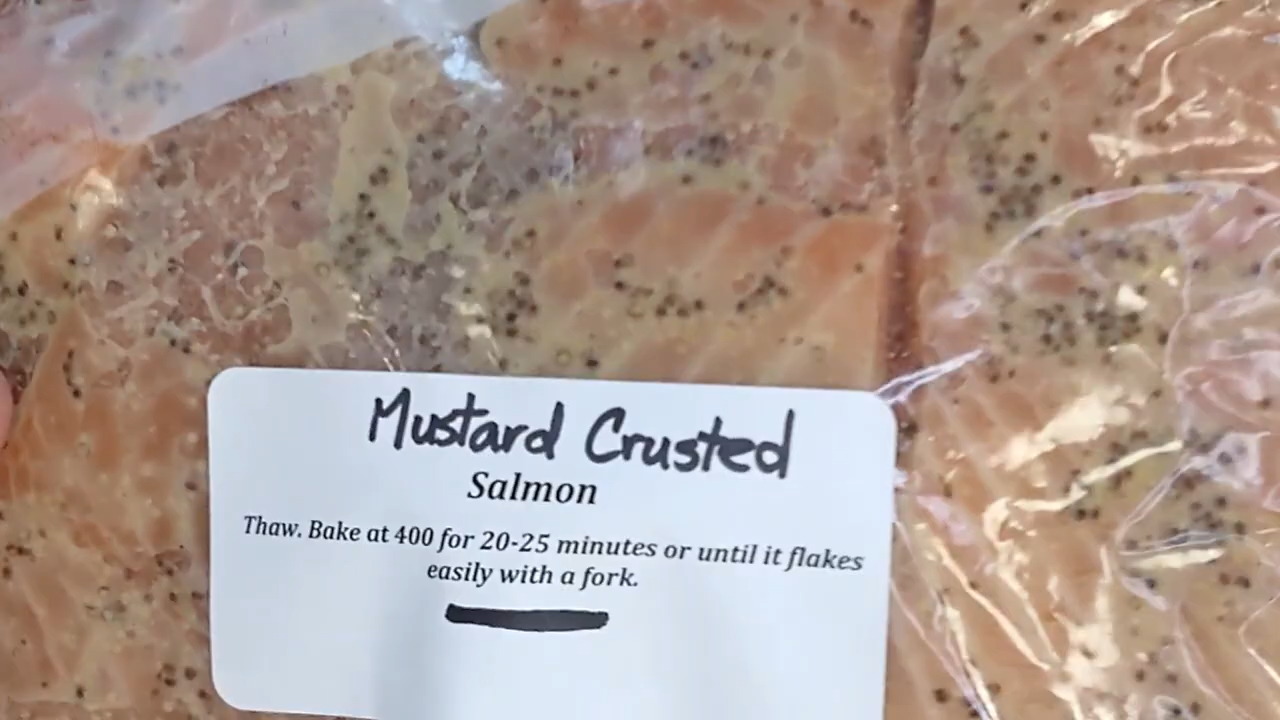 Mustard Crusted
Salmon
Thaw. Bake at 400 for 20-25 minutes or until it flakes
easily with a fork.